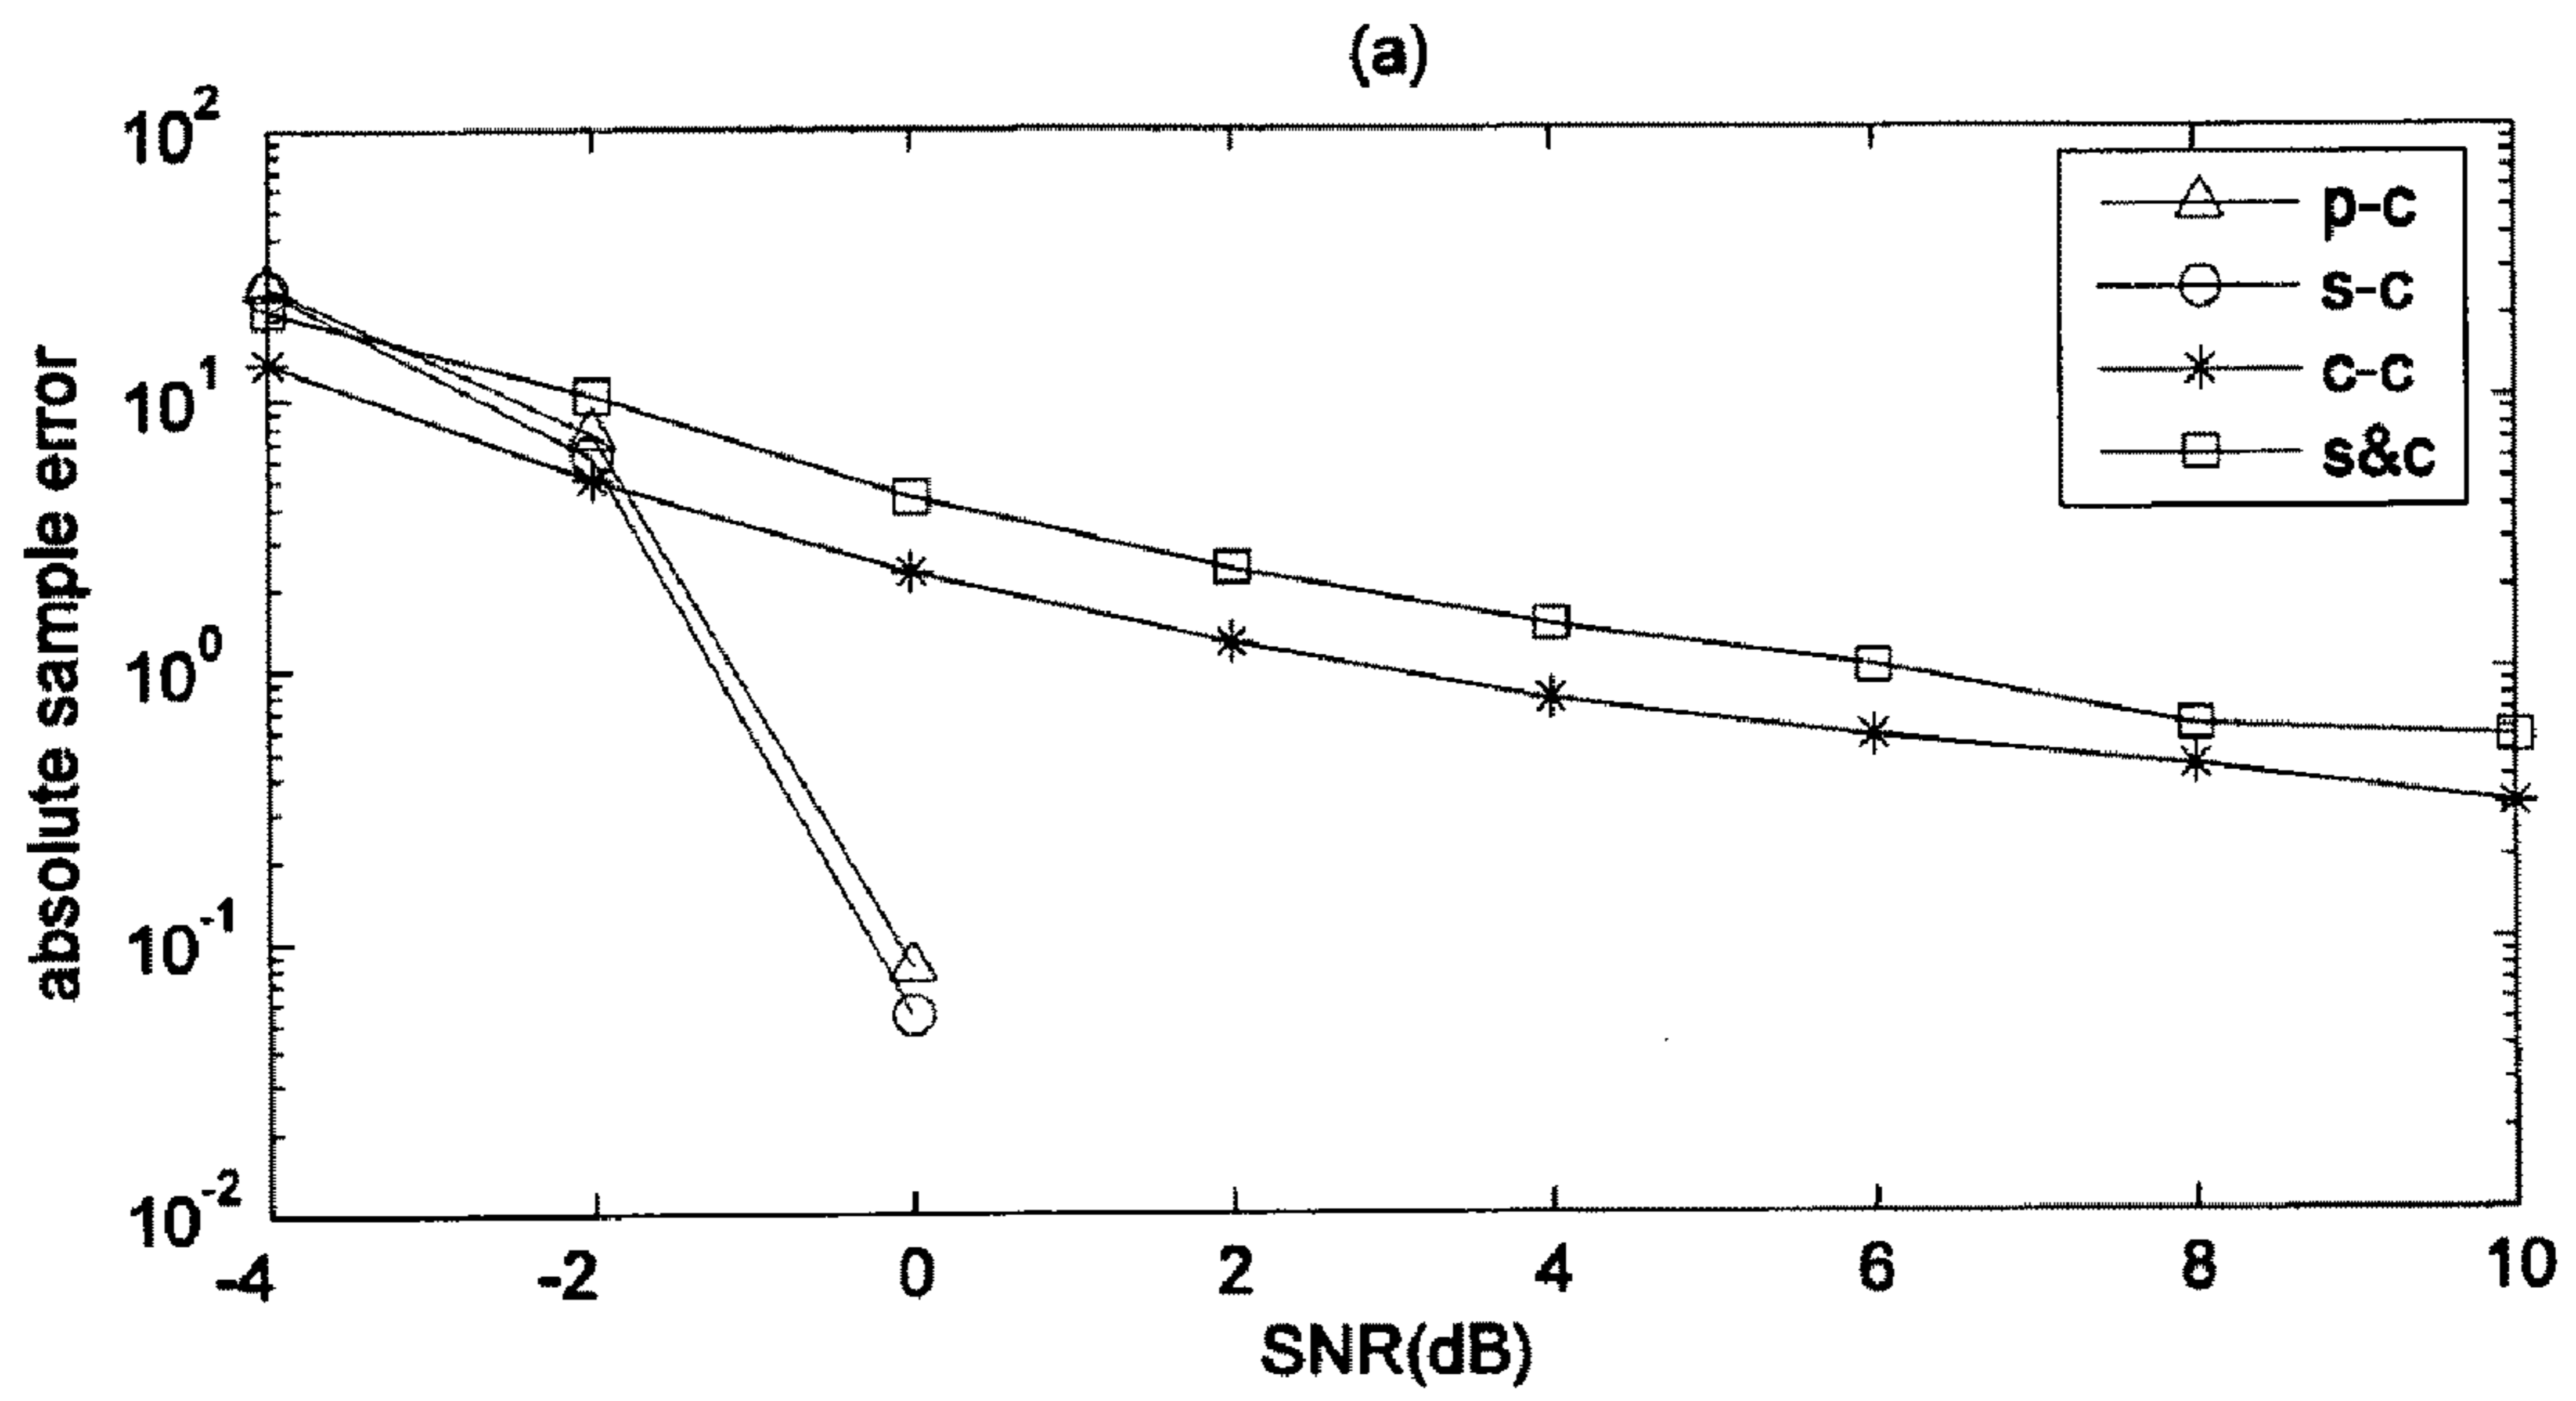 (a)
10^2
10^1
10^0
10^-1
10^-2
absolute sample error
-4 -2 0 2 4 6 8 10
SNR(dB)
p-c
s-c
c-c
s&c